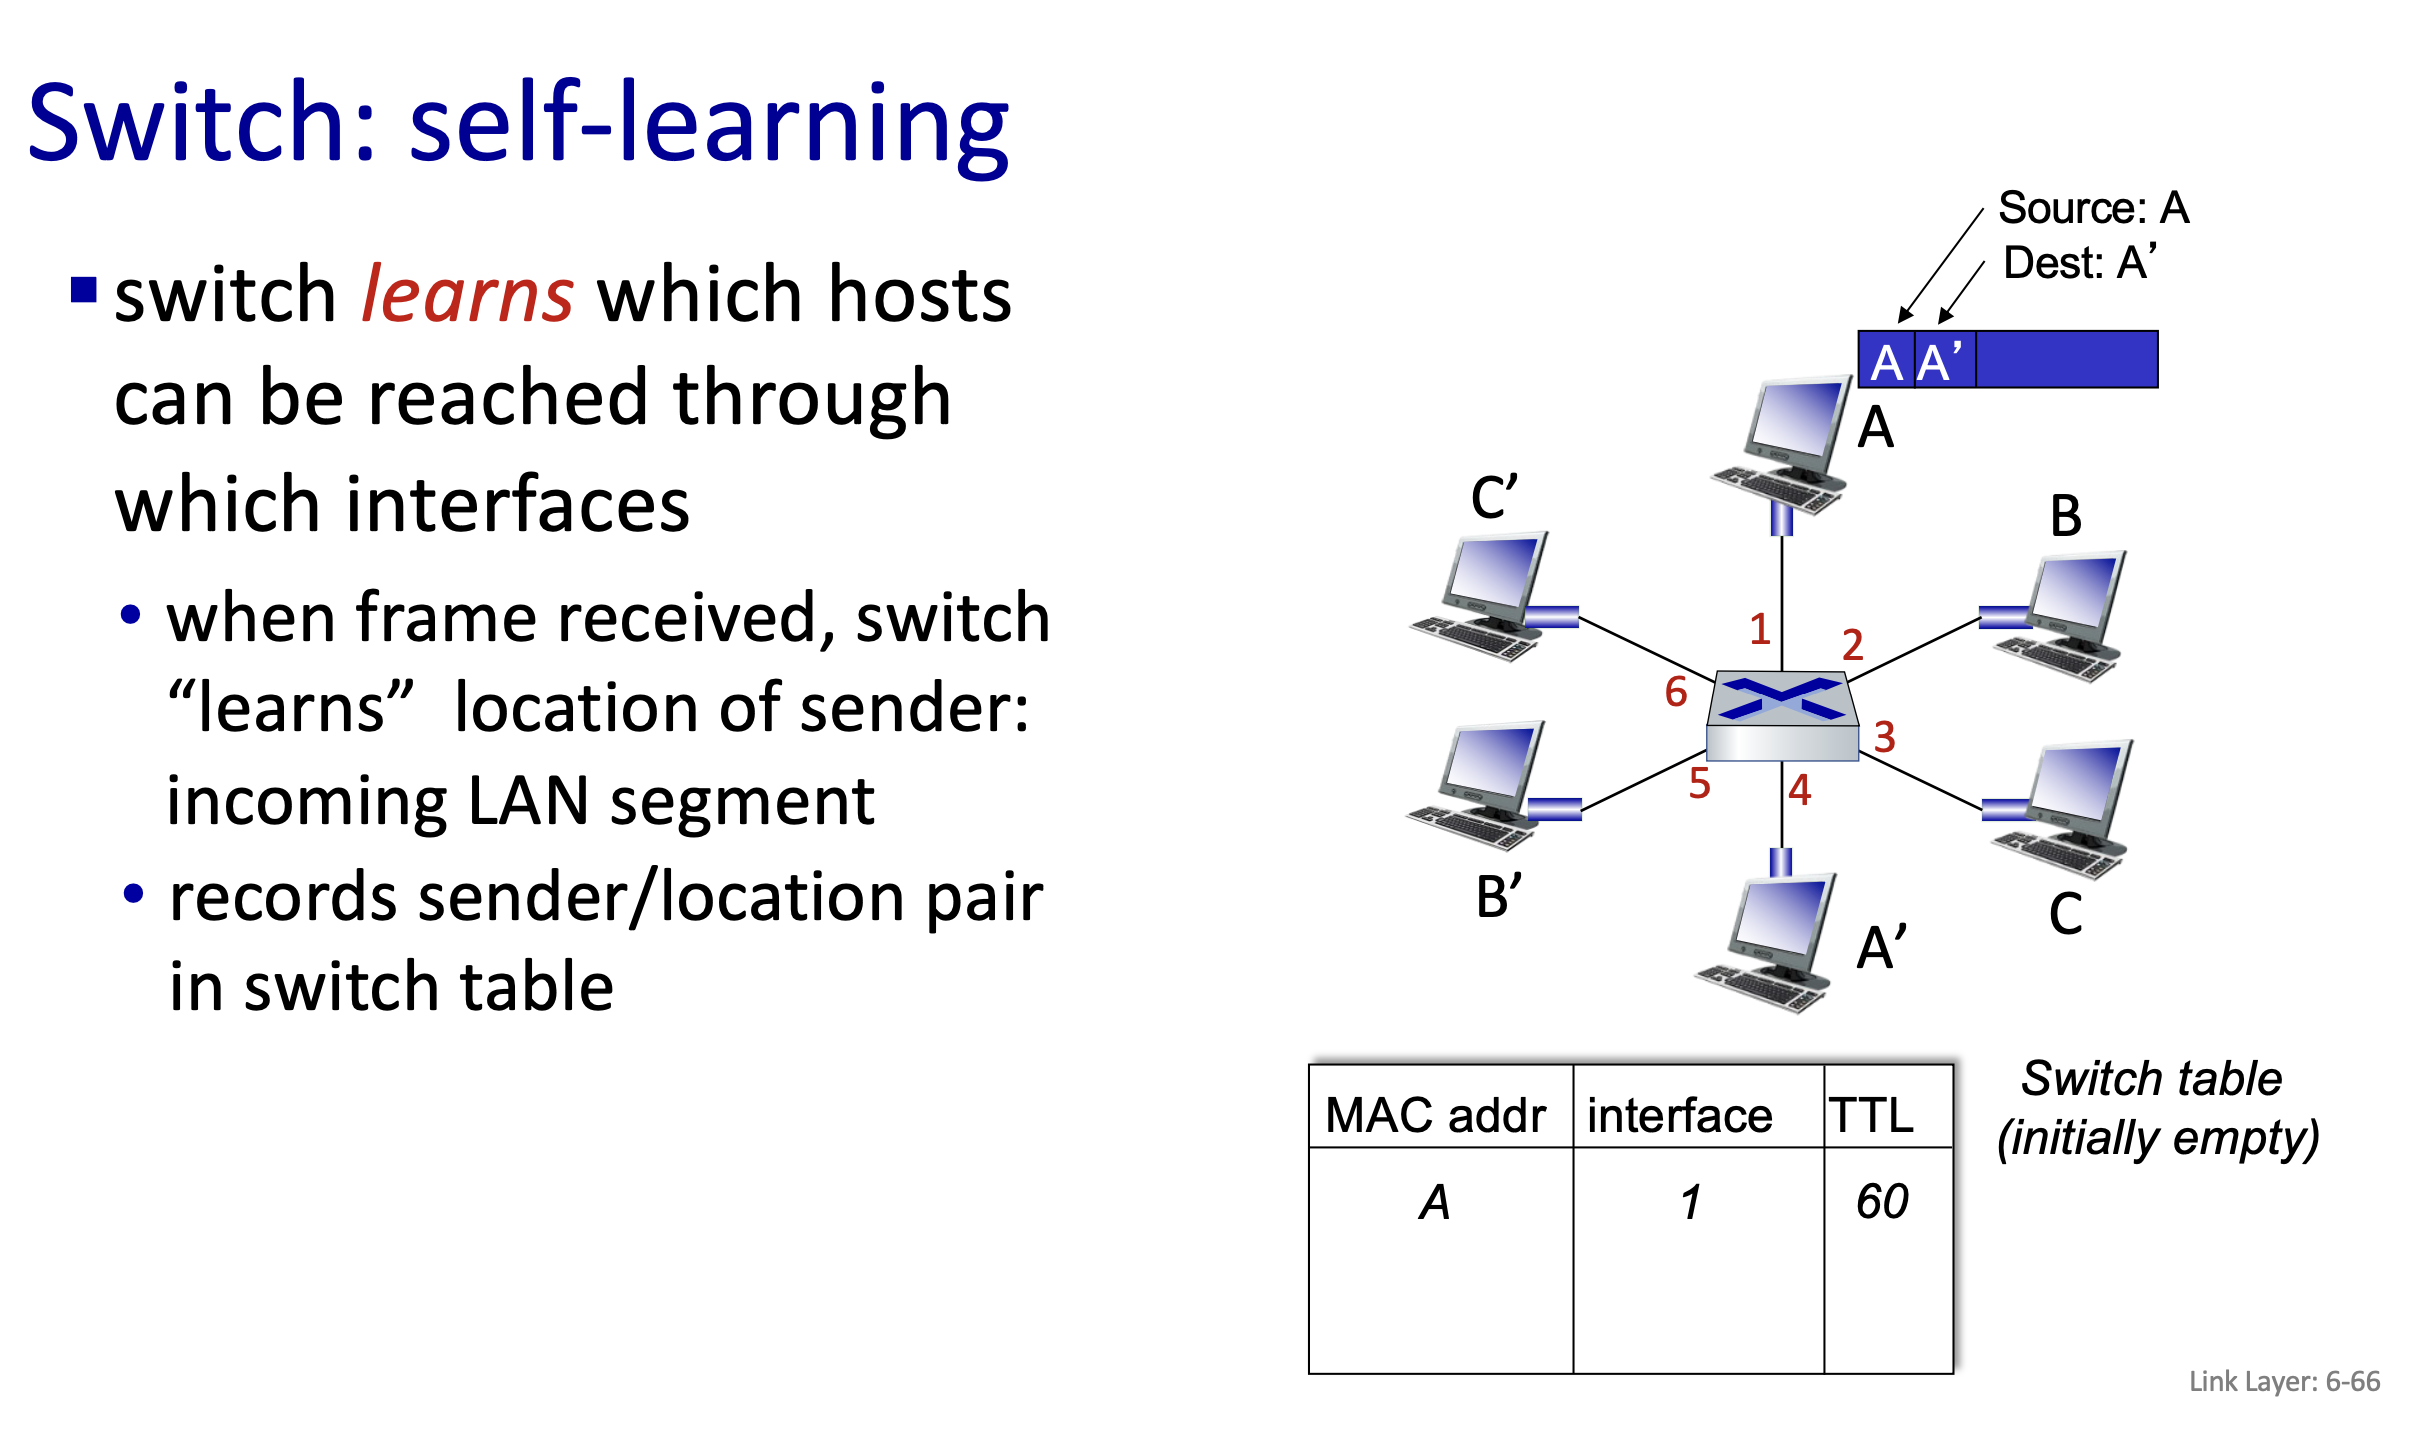 Switch: self-learning
switch learns which hosts
can be reached through
which interfaces
when frame received, switch
“learns” location of sender:
incoming LAN segment
records sender/location pair
in switch table
Source: A
Dest: A’
A A’
A
C’
B
1
2
6
3
5
4
B’
C
A’
MAC addr interface TTL
A 1 60
Switch table
(initially empty)
Link Layer: 6-66